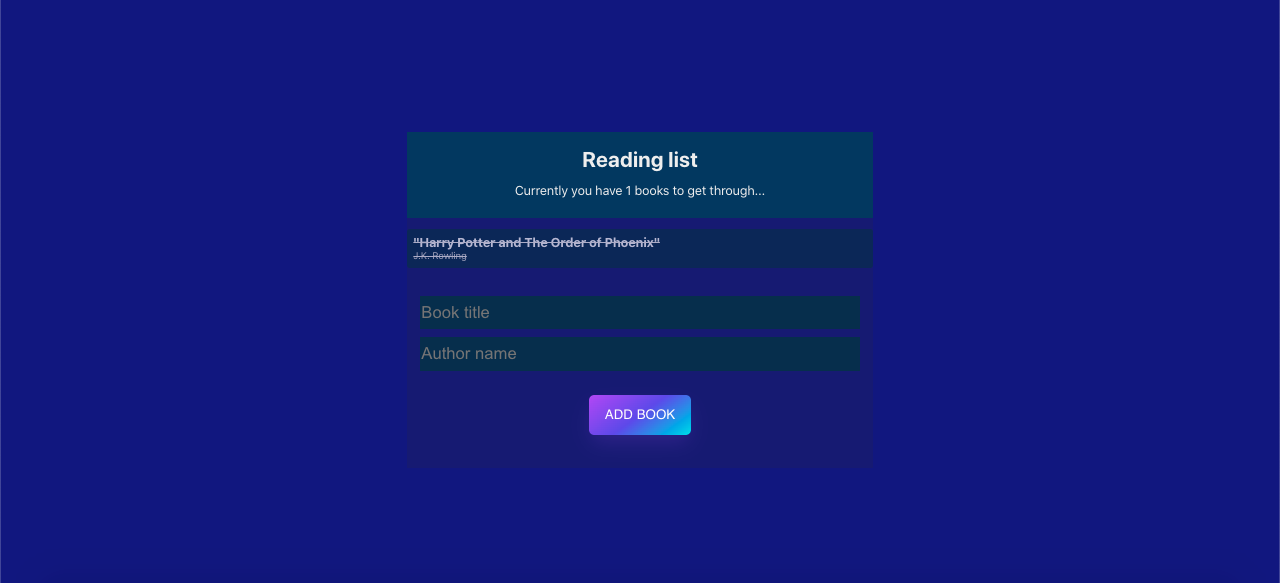 Reading list
Currently you have 1 books to get through...
"Harry Potter and The Order of Phoenix"
J.K. Rowling
Book title
Author name
ADD BOOK